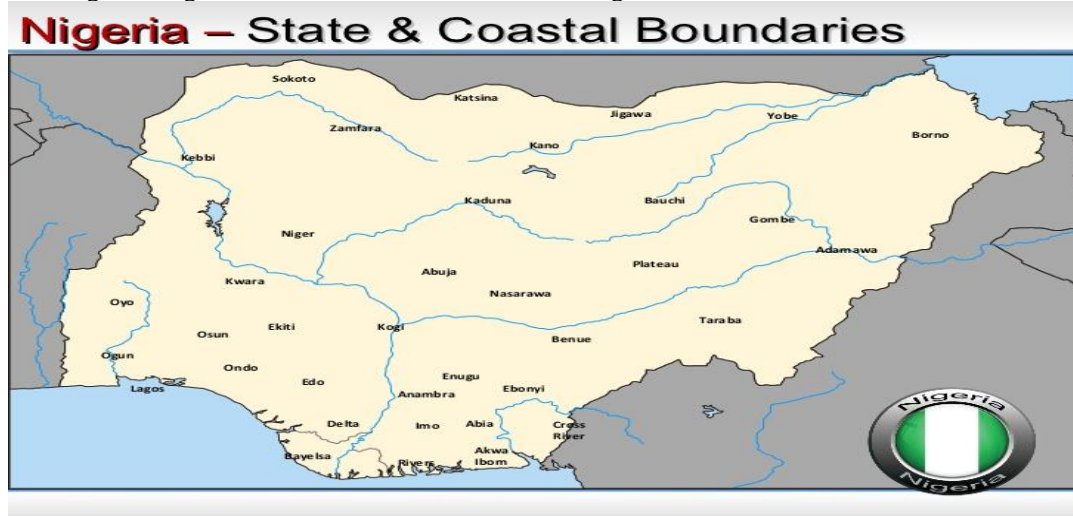 Nigeria – State & Coastal Boundaries
Sokoto
Katsina
Jigawa
Yobe
Zamfara
Borno
Kano
Kebbi
Kaduna
Bauchi
Gombe
Niger
Adamawa
Plateau
Abuja
Kwara
Nasarawa
Oyo
Taraba
Ekiti
Kogi
Osun
Benue
Ogun
Ondo
Enugu
Edo
Lagos
Ebonyi
Anambra
Delta
Imo
Abia
Cross
River
Bayelsa
Rivers
Akwa
Ibom
Nigeria
Nigeria